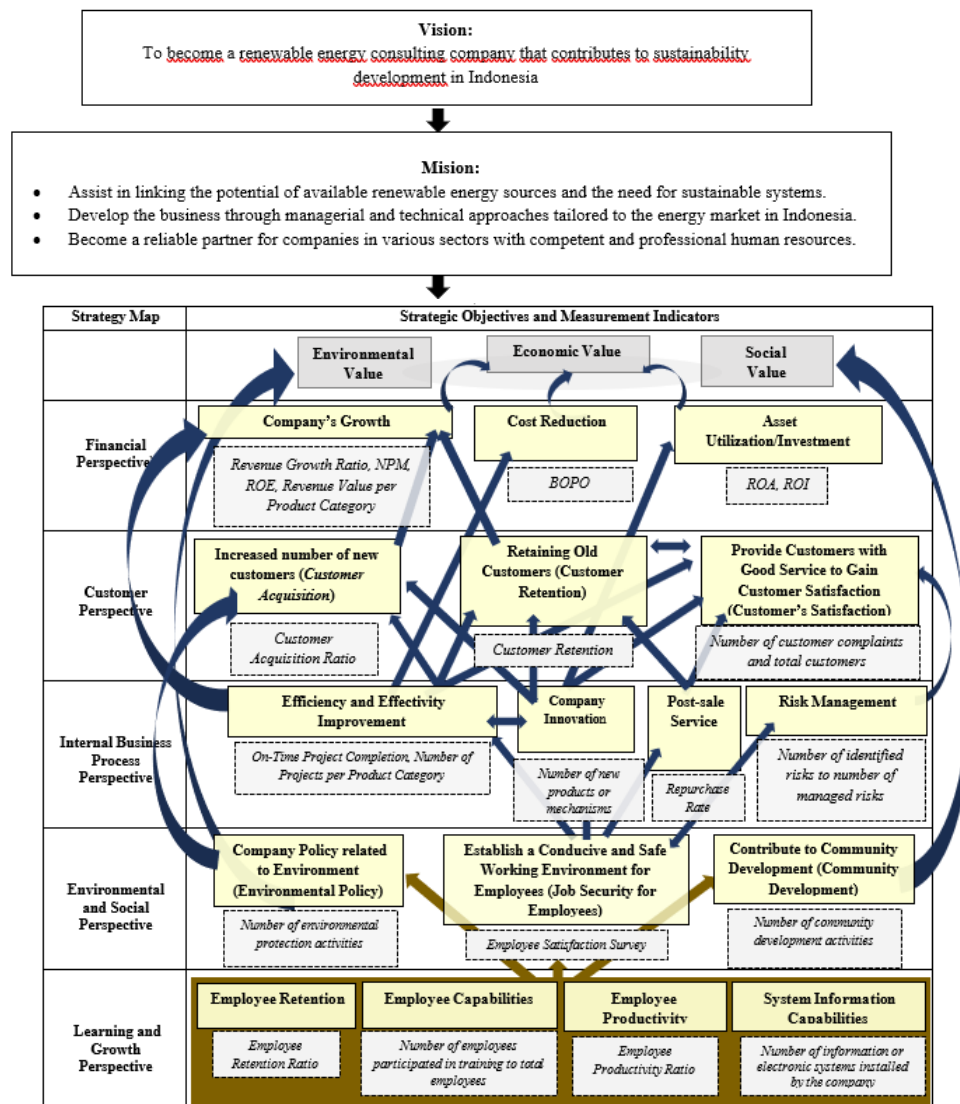 Vision:
To become a renewable energy consulting company that contributes to sustainability
development in Indonesia
Mision:
• Assist in linking the potential of available renewable energy sources and the need for sustainable systems.
• Develop the business through managerial and technical approaches tailored to the energy market in Indonesia.
• Become a reliable partner for companies in various sectors with competent and professional human resources.
Strategy Map
Strategic Objectives and Measurement Indicators
Environmental
Value
Economic Value
Social
Value
Financial
Perspective
Company's Growth
Revenue Growth Ratio, NPM,
ROE, Revenue Value per
Product Category
Cost Reduction
BOPO
Asset
Utilization/Investment
ROA, ROI
Customer
Perspective
Increased number of new
customers (Customer
Acquisition)
Customer
Acquisition Ratio
Retaining Old
Customers (Customer
Retention)
Customer Retention
Provide Customers with
Good Service to Gain
Customer Satisfaction
(Customer's Satisfaction)
Number of customer complaints
and total customers
Internal Business
Process
Perspective
Efficiency and Effectivity
Improvement
On-Time Project Completion, Number of
Projects per Product Category
Company
Innovation
Number of new
products or
mechanisms
Post-sale
Service
Repurchase
Rate
Risk Management
Number of identified
risks to number of
managed risks
Environmental
and Social
Perspective
Company Policy related
to Environment
(Environmental Policy)
Number of environmental
protection activities
Establish a Conducive and Safe
Working Environment for
Employees (Job Security for
Employees)
Employee Satisfaction Survey
Contribute to Community
Development (Community
Development)
Number of community
development activities
Learning and
Growth
Perspective
Employee Retention
Employee
Retention Ratio
Employee Capabilities
Number of employees
participated in training to total
employees
Employee
Productivity
Employee
Productivity Ratio
System Information
Capabilities
Number of information or
electronic systems installed
by the company